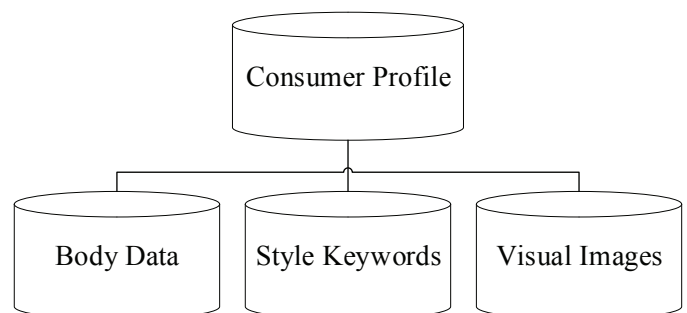 Consumer Profile
Body Data
Style Keywords
Visual Images